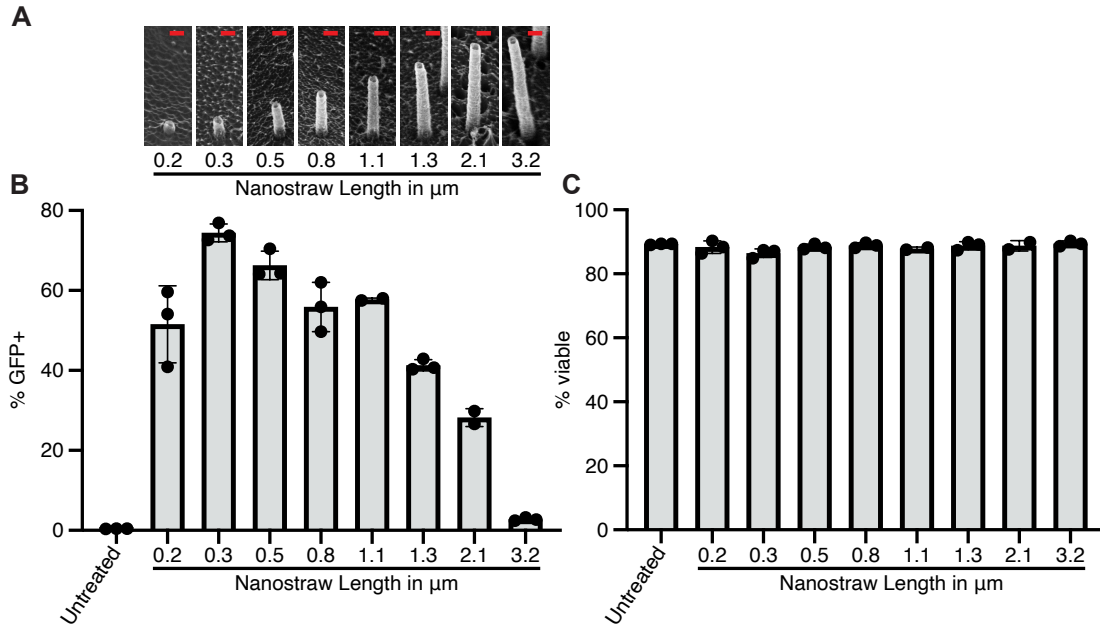 A
0.2 0.3 0.5 0.8 1.1 1.3 2.1 3.2
Nanostraw Length in µm
B
% GFP+
80
60
40
20
0
Untreated 0.2 0.3 0.5 0.8 1.1 1.3 2.1 3.2
Nanostraw Length in µm
C
% viable
100
80
60
40
20
0
Untreated 0.2 0.3 0.5 0.8 1.1 1.3 2.1 3.2
Nanostraw Length in µm